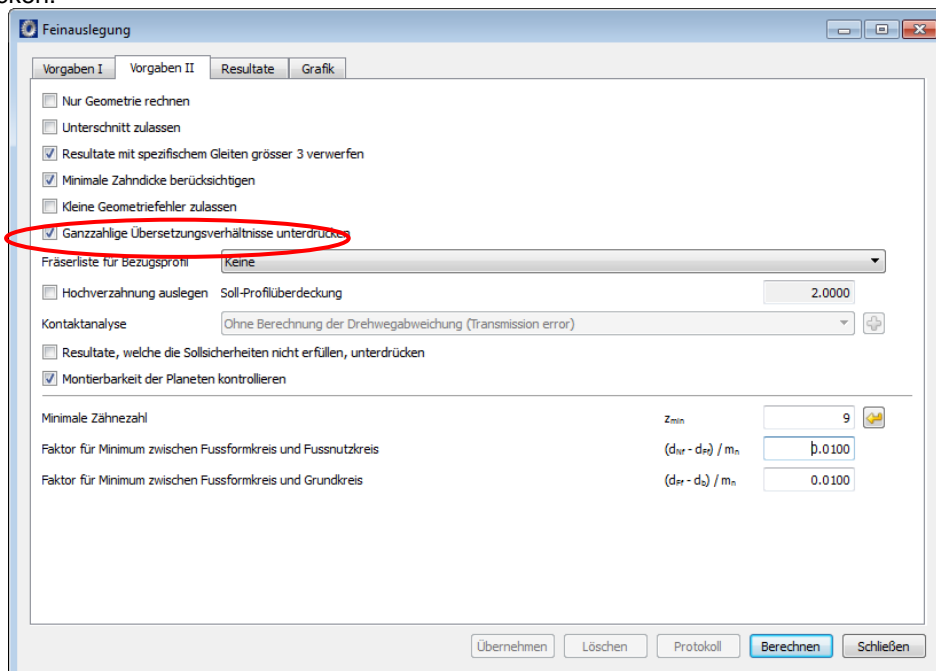 Feinauslegung
Vorgaben I Vorgaben II Resultate Grafik
Nur Geometrie rechnen
Unterschnitt zulassen
Resultate mit spezifischem Gleiten grösser 3 verwerfen
Minimale Zahndicke berücksichtigen
Kleine Geometriefehler zulassen
Ganzzahlige Übersetzungsverhältnisse unterdrücken
Fräserliste für Bezugsprofil Keine
Hochverzahnung auslegen Soll-Profilüberdeckung 2.0000
Kontaktanalyse Ohne Berechnung der Drehwegabweichung (Transmission error)
Resultate, welche die Sollsicherheiten nicht erfüllen, unterdrücken
Montierbarkeit der Planeten kontrollieren
Minimale Zähnezahl zmin 9
Faktor für Minimum zwischen Fussformkreis und Fussnutzkreis (dNf - dFf) / mn 0.0100
Faktor für Minimum zwischen Fussformkreis und Grundkreis (dFf - db) / mn 0.0100
Übernehmen Löschen Protokoll Berechnen Schließen